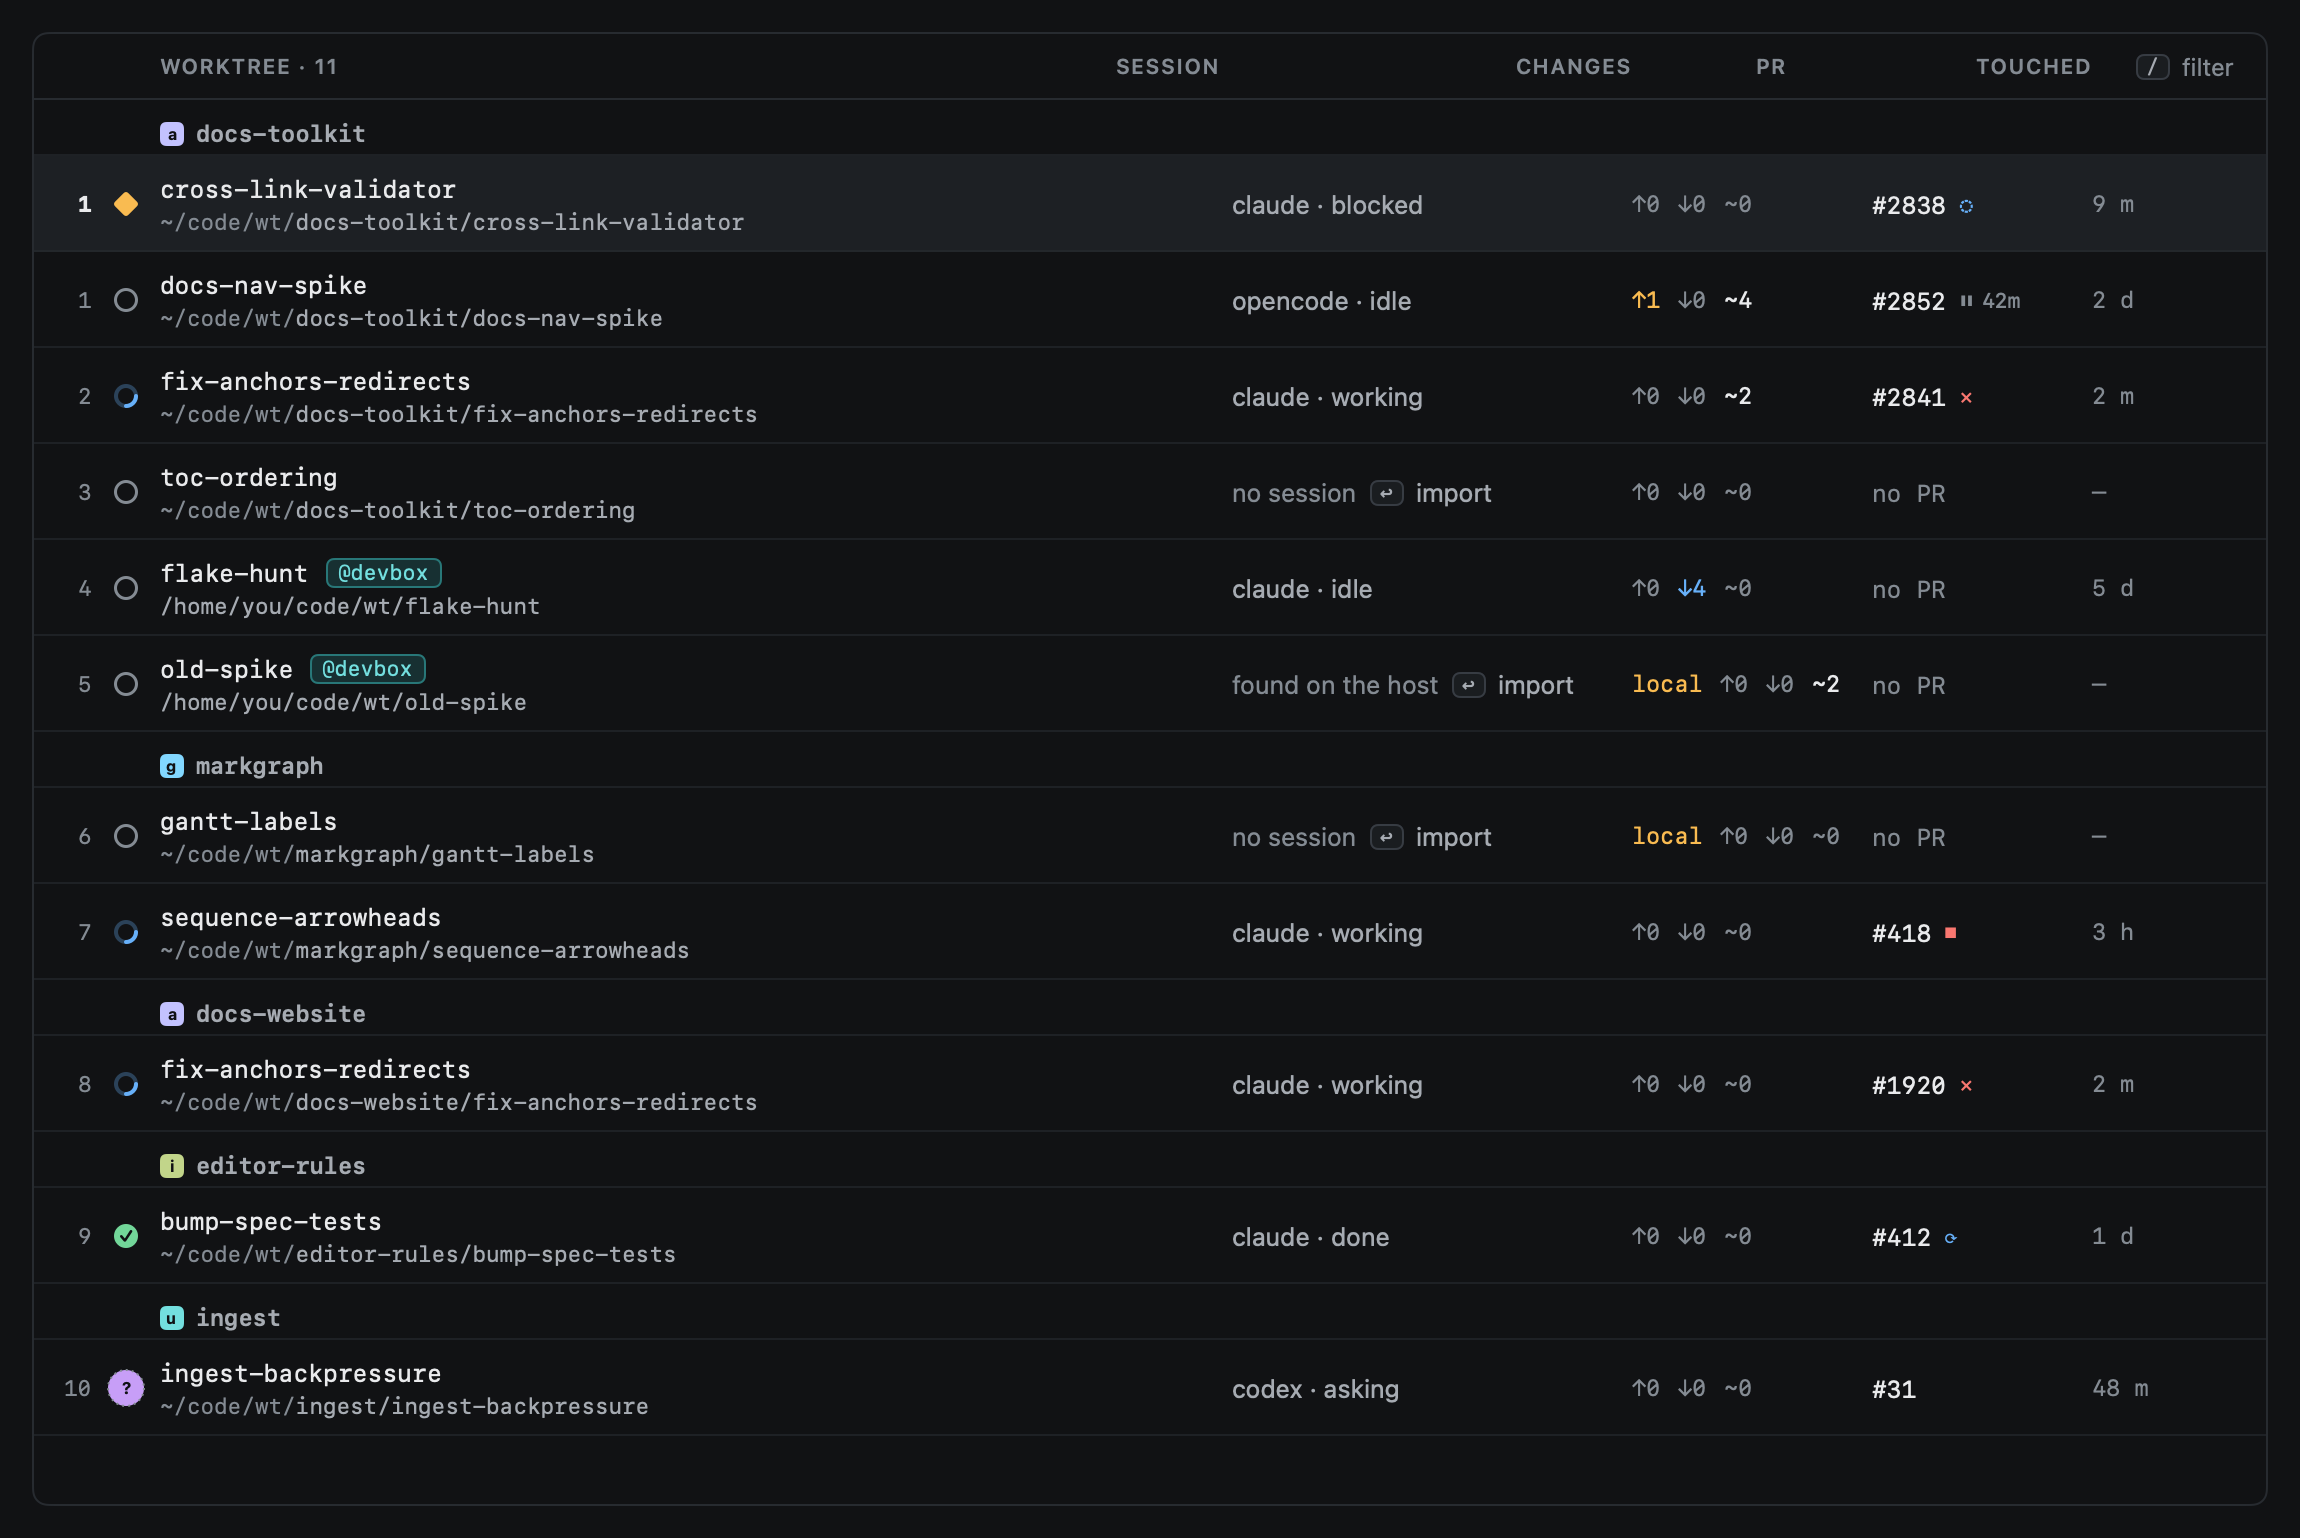 WORKTREE · 11 SESSION CHANGES PR TOUCHED / filter
a docs-toolkit
1 cross-link-validator claude · blocked ↑0 ↓0 ~0 #2838 9 m
~/code/wt/docs-toolkit/cross-link-validator
1 docs-nav-spike opencode · idle ↑1 ↓0 ~4 #2852 42m 2 d
~/code/wt/docs-toolkit/docs-nav-spike
2 fix-anchors-redirects claude · working ↑0 ↓0 ~2 #2841 × 2 m
~/code/wt/docs-toolkit/fix-anchors-redirects
3 toc-ordering no session ↩ import ↑0 ↓0 ~0 no PR —
~/code/wt/docs-toolkit/toc-ordering
4 flake-hunt @devbox claude · idle ↑0 ↓4 ~0 no PR 5 d
/home/you/code/wt/flake-hunt
5 old-spike @devbox found on the host ↩ import local ↑0 ↓0 ~2 no PR —
/home/you/code/wt/old-spike
g markgraph
6 gantt-labels no session ↩ import local ↑0 ↓0 ~0 no PR —
~/code/wt/markgraph/gantt-labels
7 sequence-arrowheads claude · working ↑0 ↓0 ~0 #418 ■ 3 h
~/code/wt/markgraph/sequence-arrowheads
a docs-website
8 fix-anchors-redirects claude · working ↑0 ↓0 ~0 #1920 × 2 m
~/code/wt/docs-website/fix-anchors-redirects
i editor-rules
9 bump-spec-tests claude · done ↑0 ↓0 ~0 #412 ⟳ 1 d
~/code/wt/editor-rules/bump-spec-tests
u ingest
10 ? ingest-backpressure codex · asking ↑0 ↓0 ~0 #31 48 m
~/code/wt/ingest/ingest-backpressure